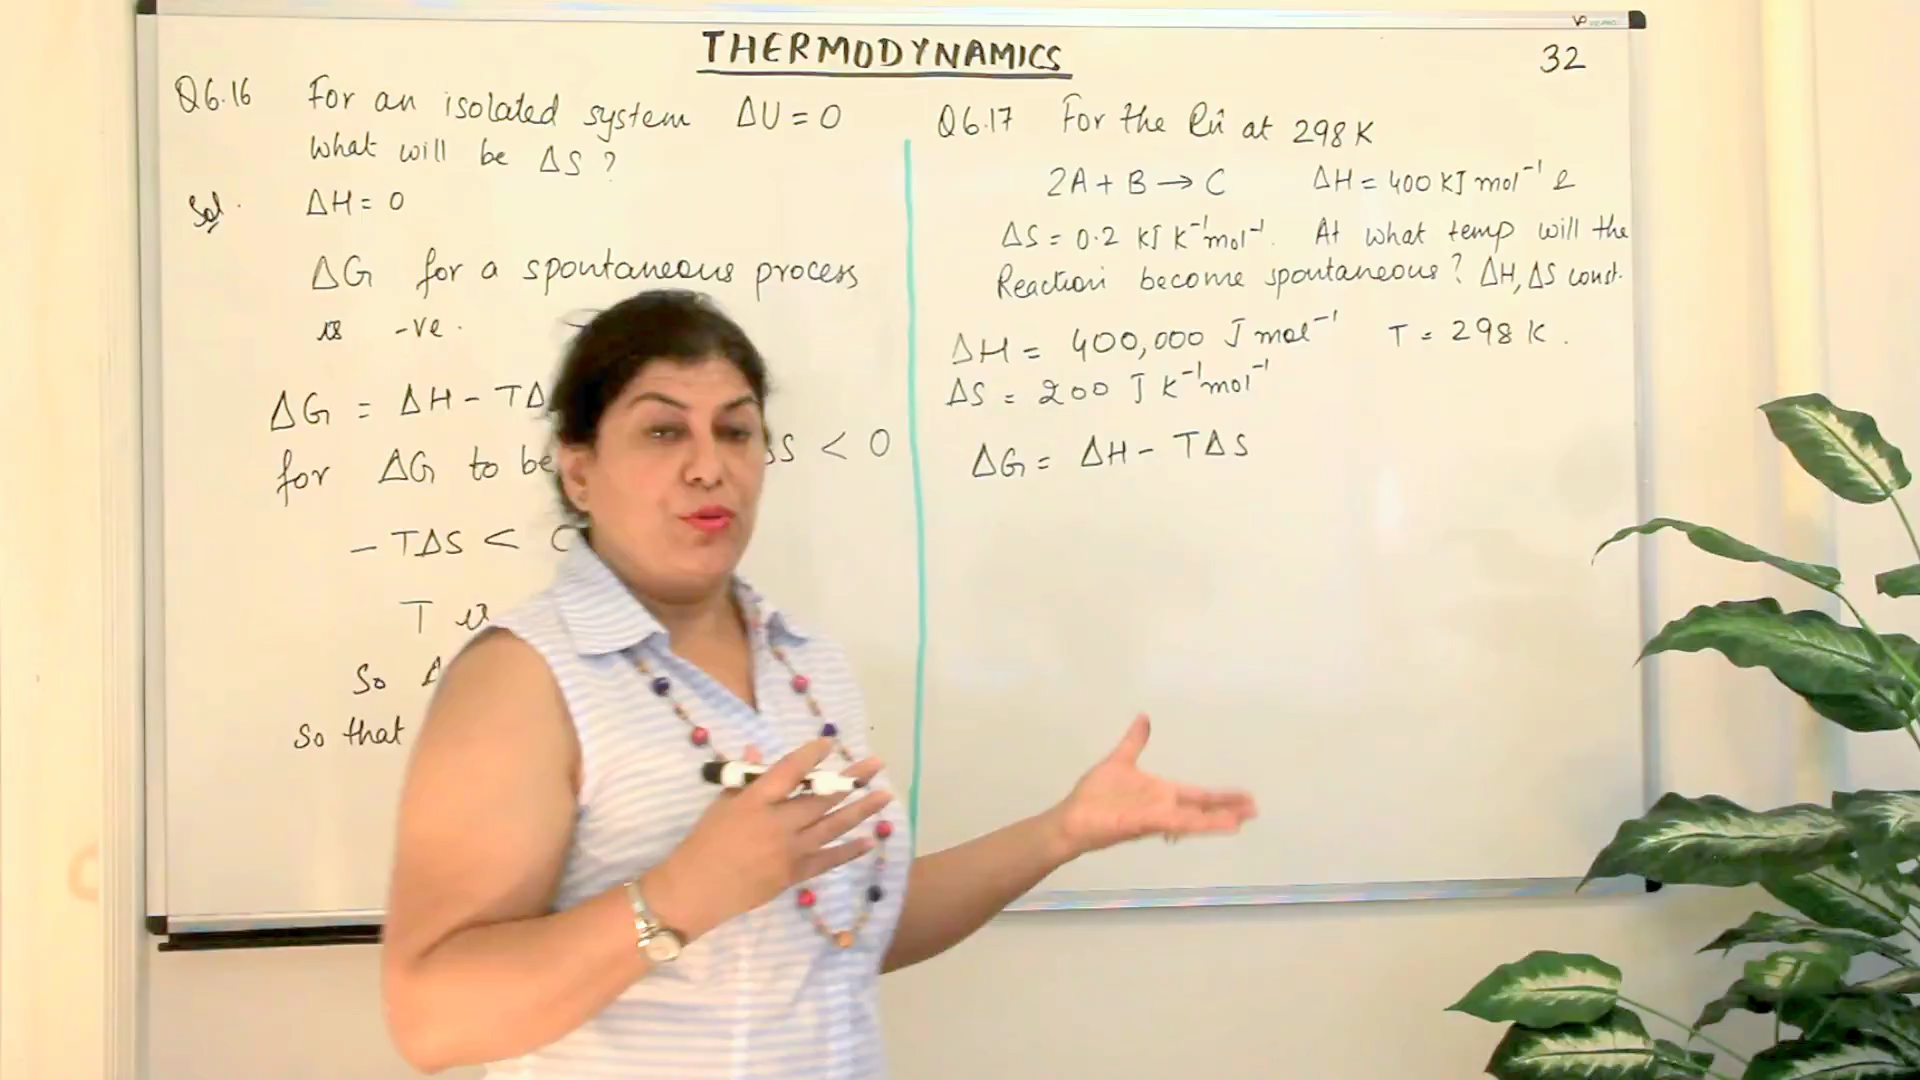 THERMODYNAMICS
32
Q6.16 For an isolated system ΔU = 0
What will be ΔS ?
Sol. ΔH = 0
ΔG for a spontaneous process
is -ve.
ΔG = ΔH - TΔ
for ΔG to be ΔS < 0
- TΔS <
T is
So
So that
Q6.17 For the Rn at 298 K
2A + B → C ΔH = 400 KJ mol⁻¹ &
ΔS = 0.2 KJ K⁻¹mol⁻¹. At what temp will the
Reaction become spontaneous? ΔH, ΔS const.
ΔH = 400,000 J mol⁻¹ T = 298 K.
ΔS = 200 J K⁻¹mol⁻¹
ΔG = ΔH - TΔS